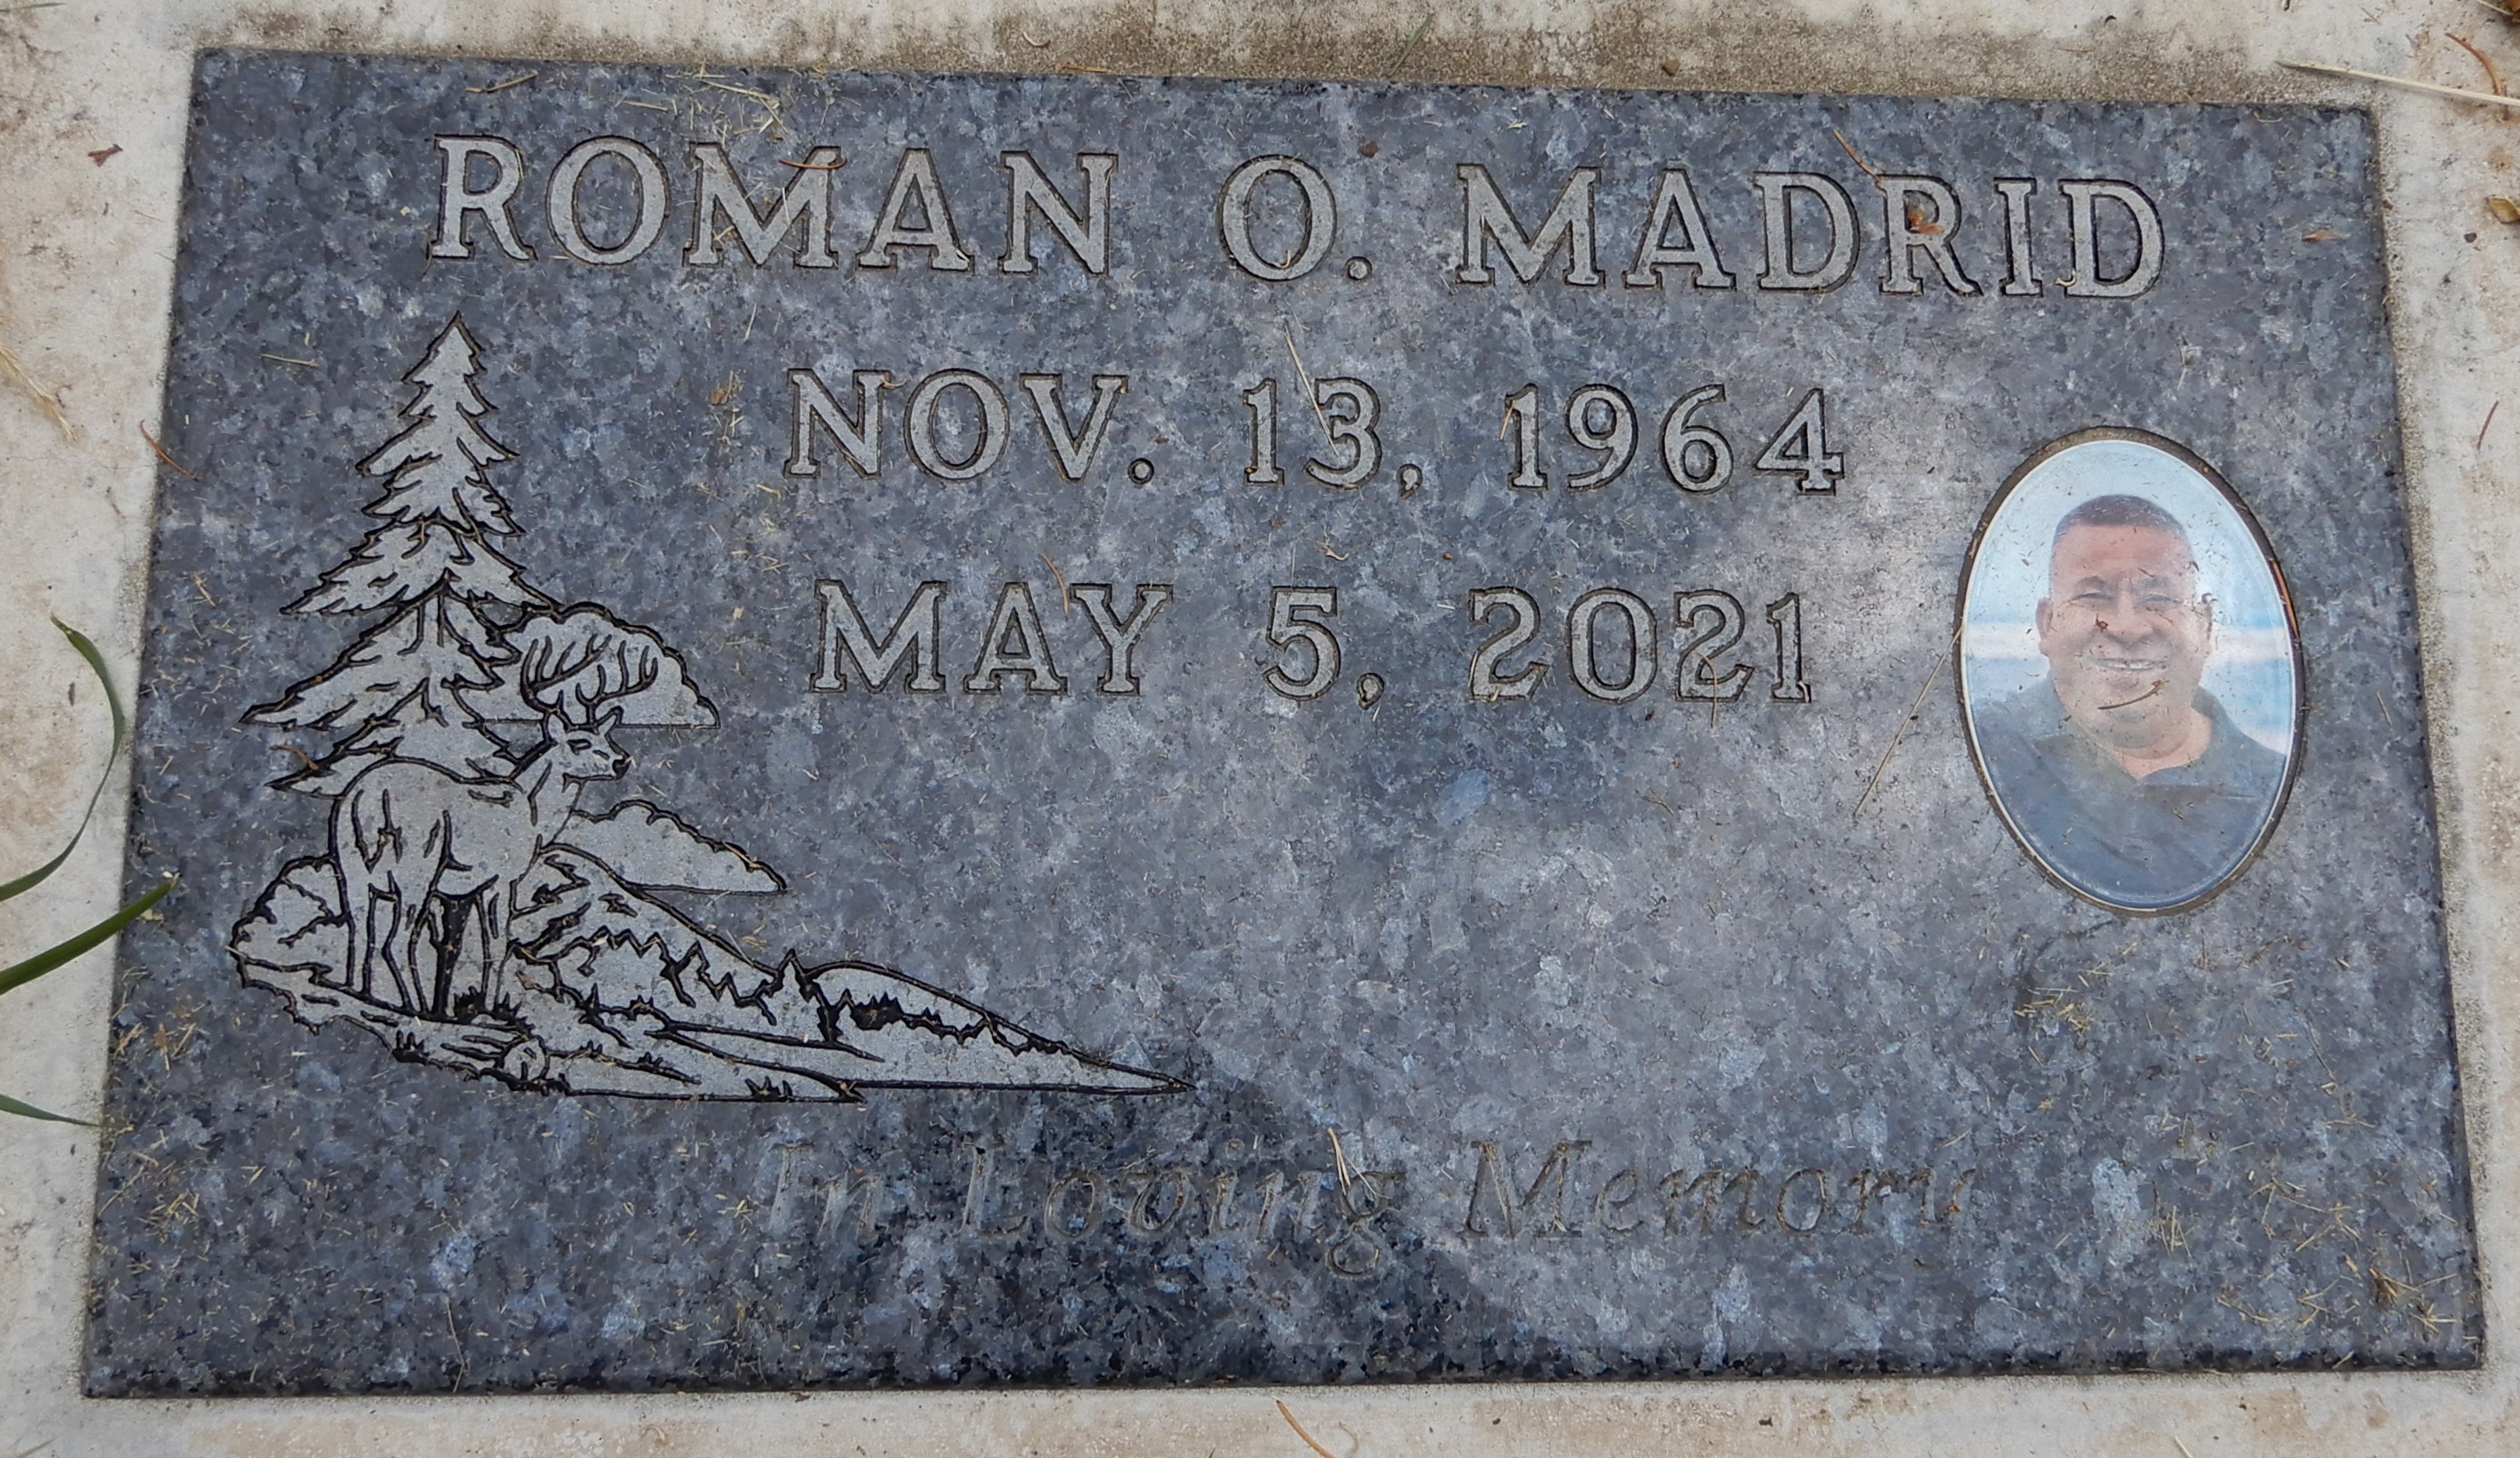 ROMAN O. MADRID
NOV. 13, 1964
MAY 5, 2021
In Loving Memory